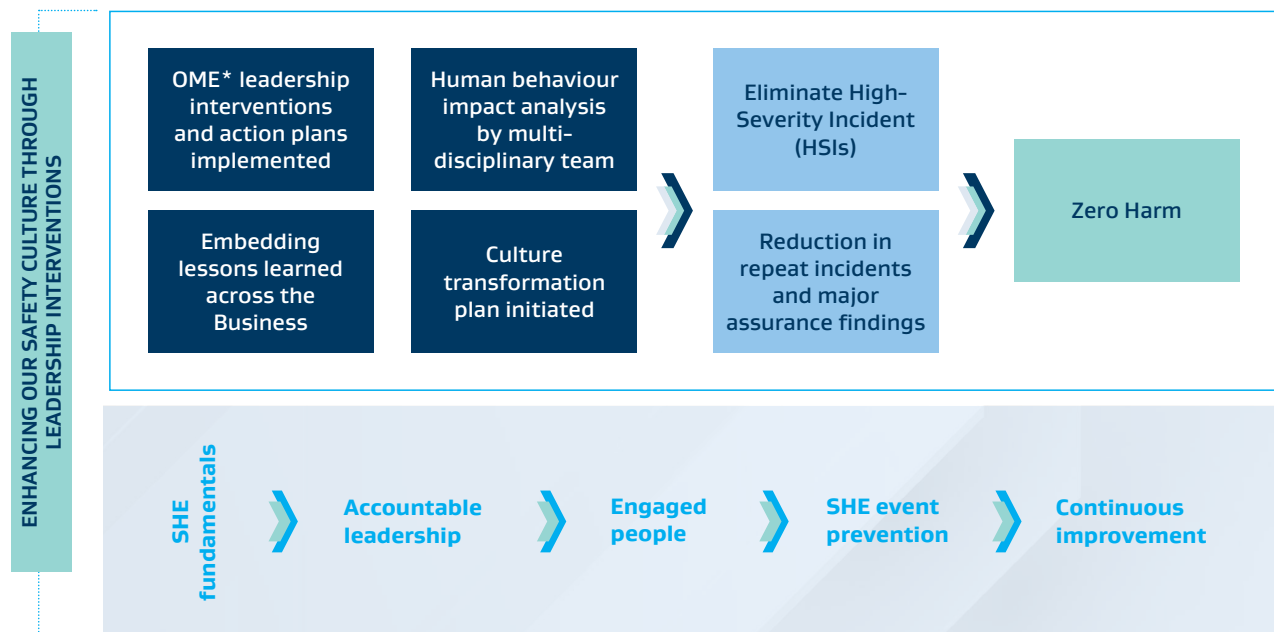 ENHANCING OUR SAFETY CULTURE THROUGH
LEADERSHIP INTERVENTIONS
OME* leadership
interventions
and action plans
implemented
Human behaviour
impact analysis
by multi-
disciplinary team
Embedding
lessons learned
across the
Business
Culture
transformation
plan initiated
Eliminate High-
Severity Incident
(HSIs)
Reduction in
repeat incidents
and major
assurance findings
Zero Harm
SHE
fundamentals
Accountable
leadership
Engaged
people
SHE event
prevention
Continuous
improvement